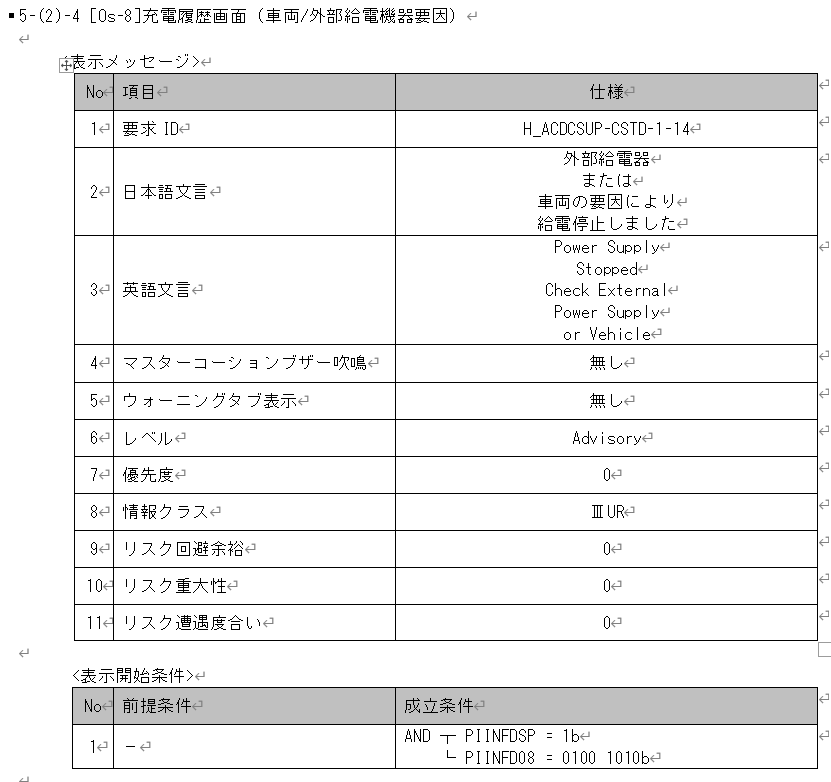 ▪5-(2)-4 [Os-8]充電履歴画面（車両/外部給電機器要因）↵
↵
<表示メッセージ>↵
No↵ 項目↵ 仕様↵
1↵ 要求 ID↵ H_ACDCSUP-CSTD-1-14↵
2↵ 日本語文言↵ 外部給電器↵
または↵
車両の要因により↵
給電停止しました↵
3↵ 英語文言↵ Power Supply↵
Stopped↵
Check External↵
Power Supply↵
or Vehicle↵
4↵ マスターコーションブザー吹鳴↵ 無し↵
5↵ ウォーニングタブ表示↵ 無し↵
6↵ レベル↵ Advisory↵
7↵ 優先度↵ 0↵
8↵ 情報クラス↵ ⅢUR↵
9↵ リスク回避余裕↵ 0↵
10↵ リスク重大性↵ 0↵
11↵ リスク遭遇度合い↵ 0↵
↵
<表示開始条件>↵
No↵ 前提条件↵ 成立条件↵
1↵ －↵ AND ┬ PIINFDSP = 1b↵
└ PIINFD08 = 0100 1010b↵